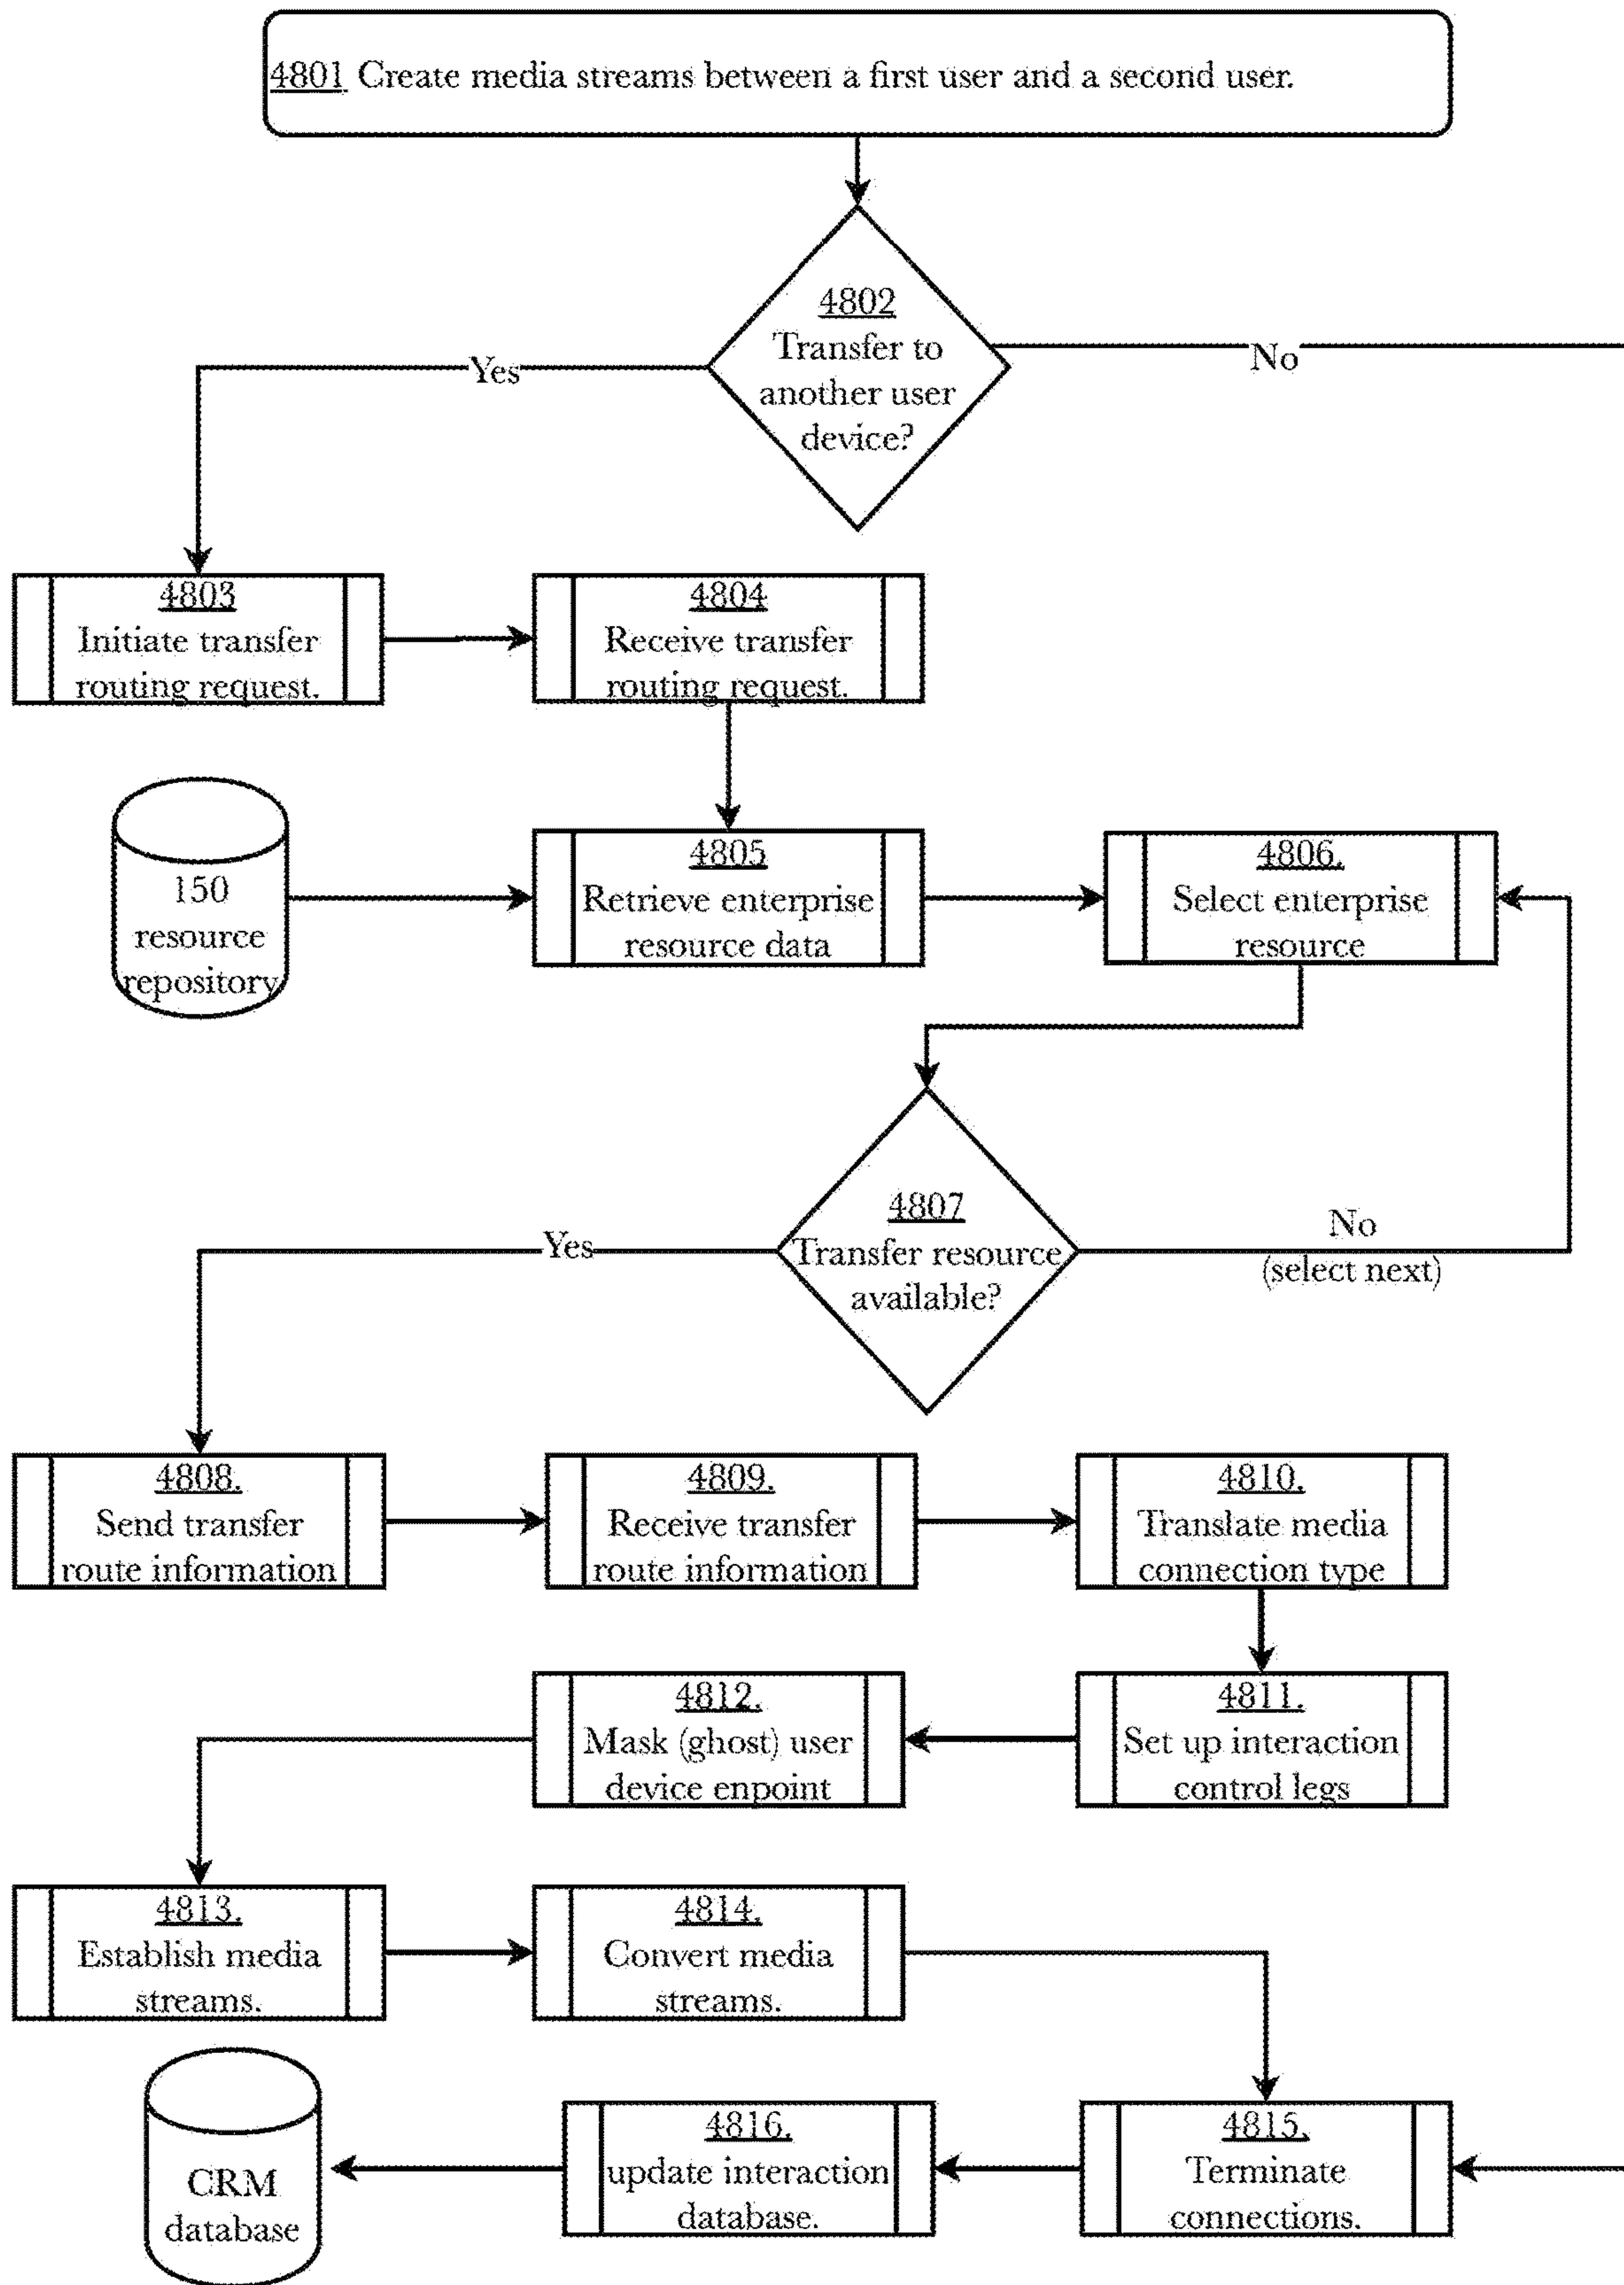 4801 Create media streams between a first user and a second user.
4802
Transfer to
another user
device?
Yes
No
4803
Initiate transfer
routing request.
4804
Receive transfer
routing request.
150
resource
repository
4805
Retrieve enterprise
resource data
4806.
Select enterprise
resource
4807
Transfer resource
available?
Yes
No
(select next)
4808.
Send transfer
route information
4809.
Receive transfer
route information
4810.
Translate media
connection type
4812.
Mask (ghost) user
device enpoint
4811.
Set up interaction
control legs
4813.
Establish media
streams.
4814.
Convert media
streams.
CRM
database
4816.
update interaction
database.
4815.
Terminate
connections.